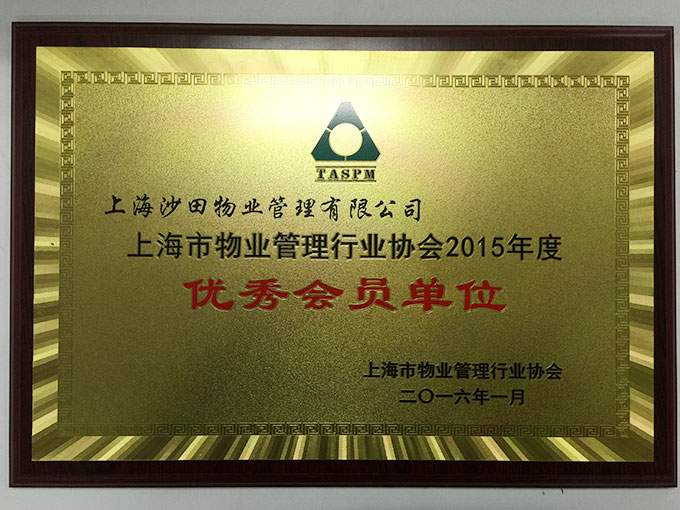 TASPM
上海沙田物业管理有限公司
上海市物业管理行业协会2015年度
优秀会员单位
上海市物业管理行业协会
二〇一六年一月